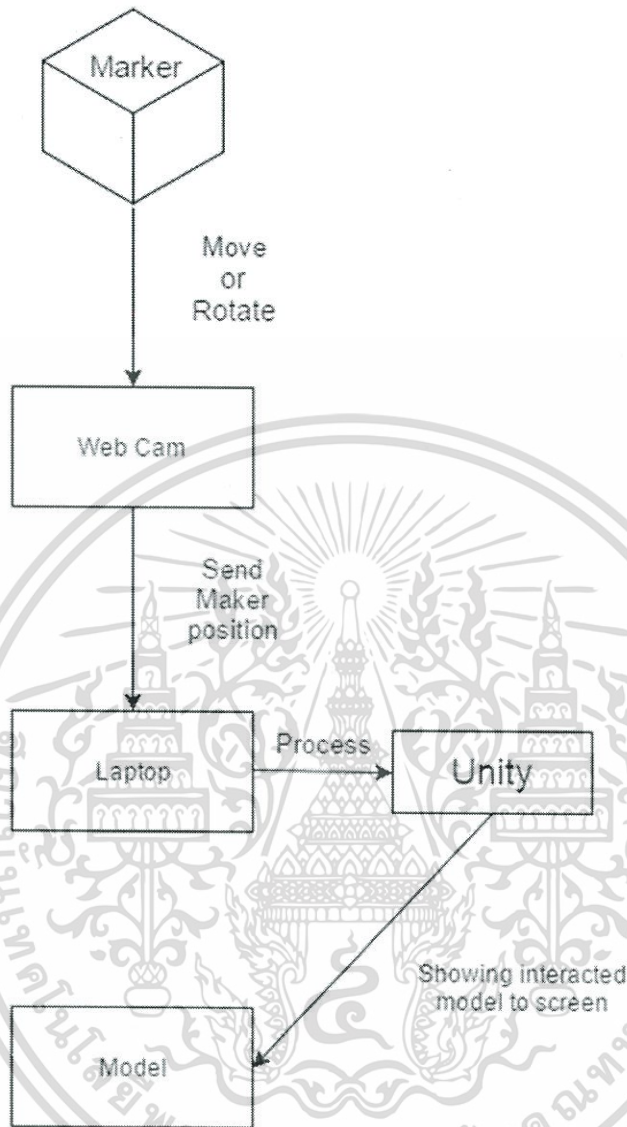 Marker
Move
or
Rotate
Web Cam
Send
Maker
position
Laptop
Process
Unity
Showing interacted
model to screen
Model